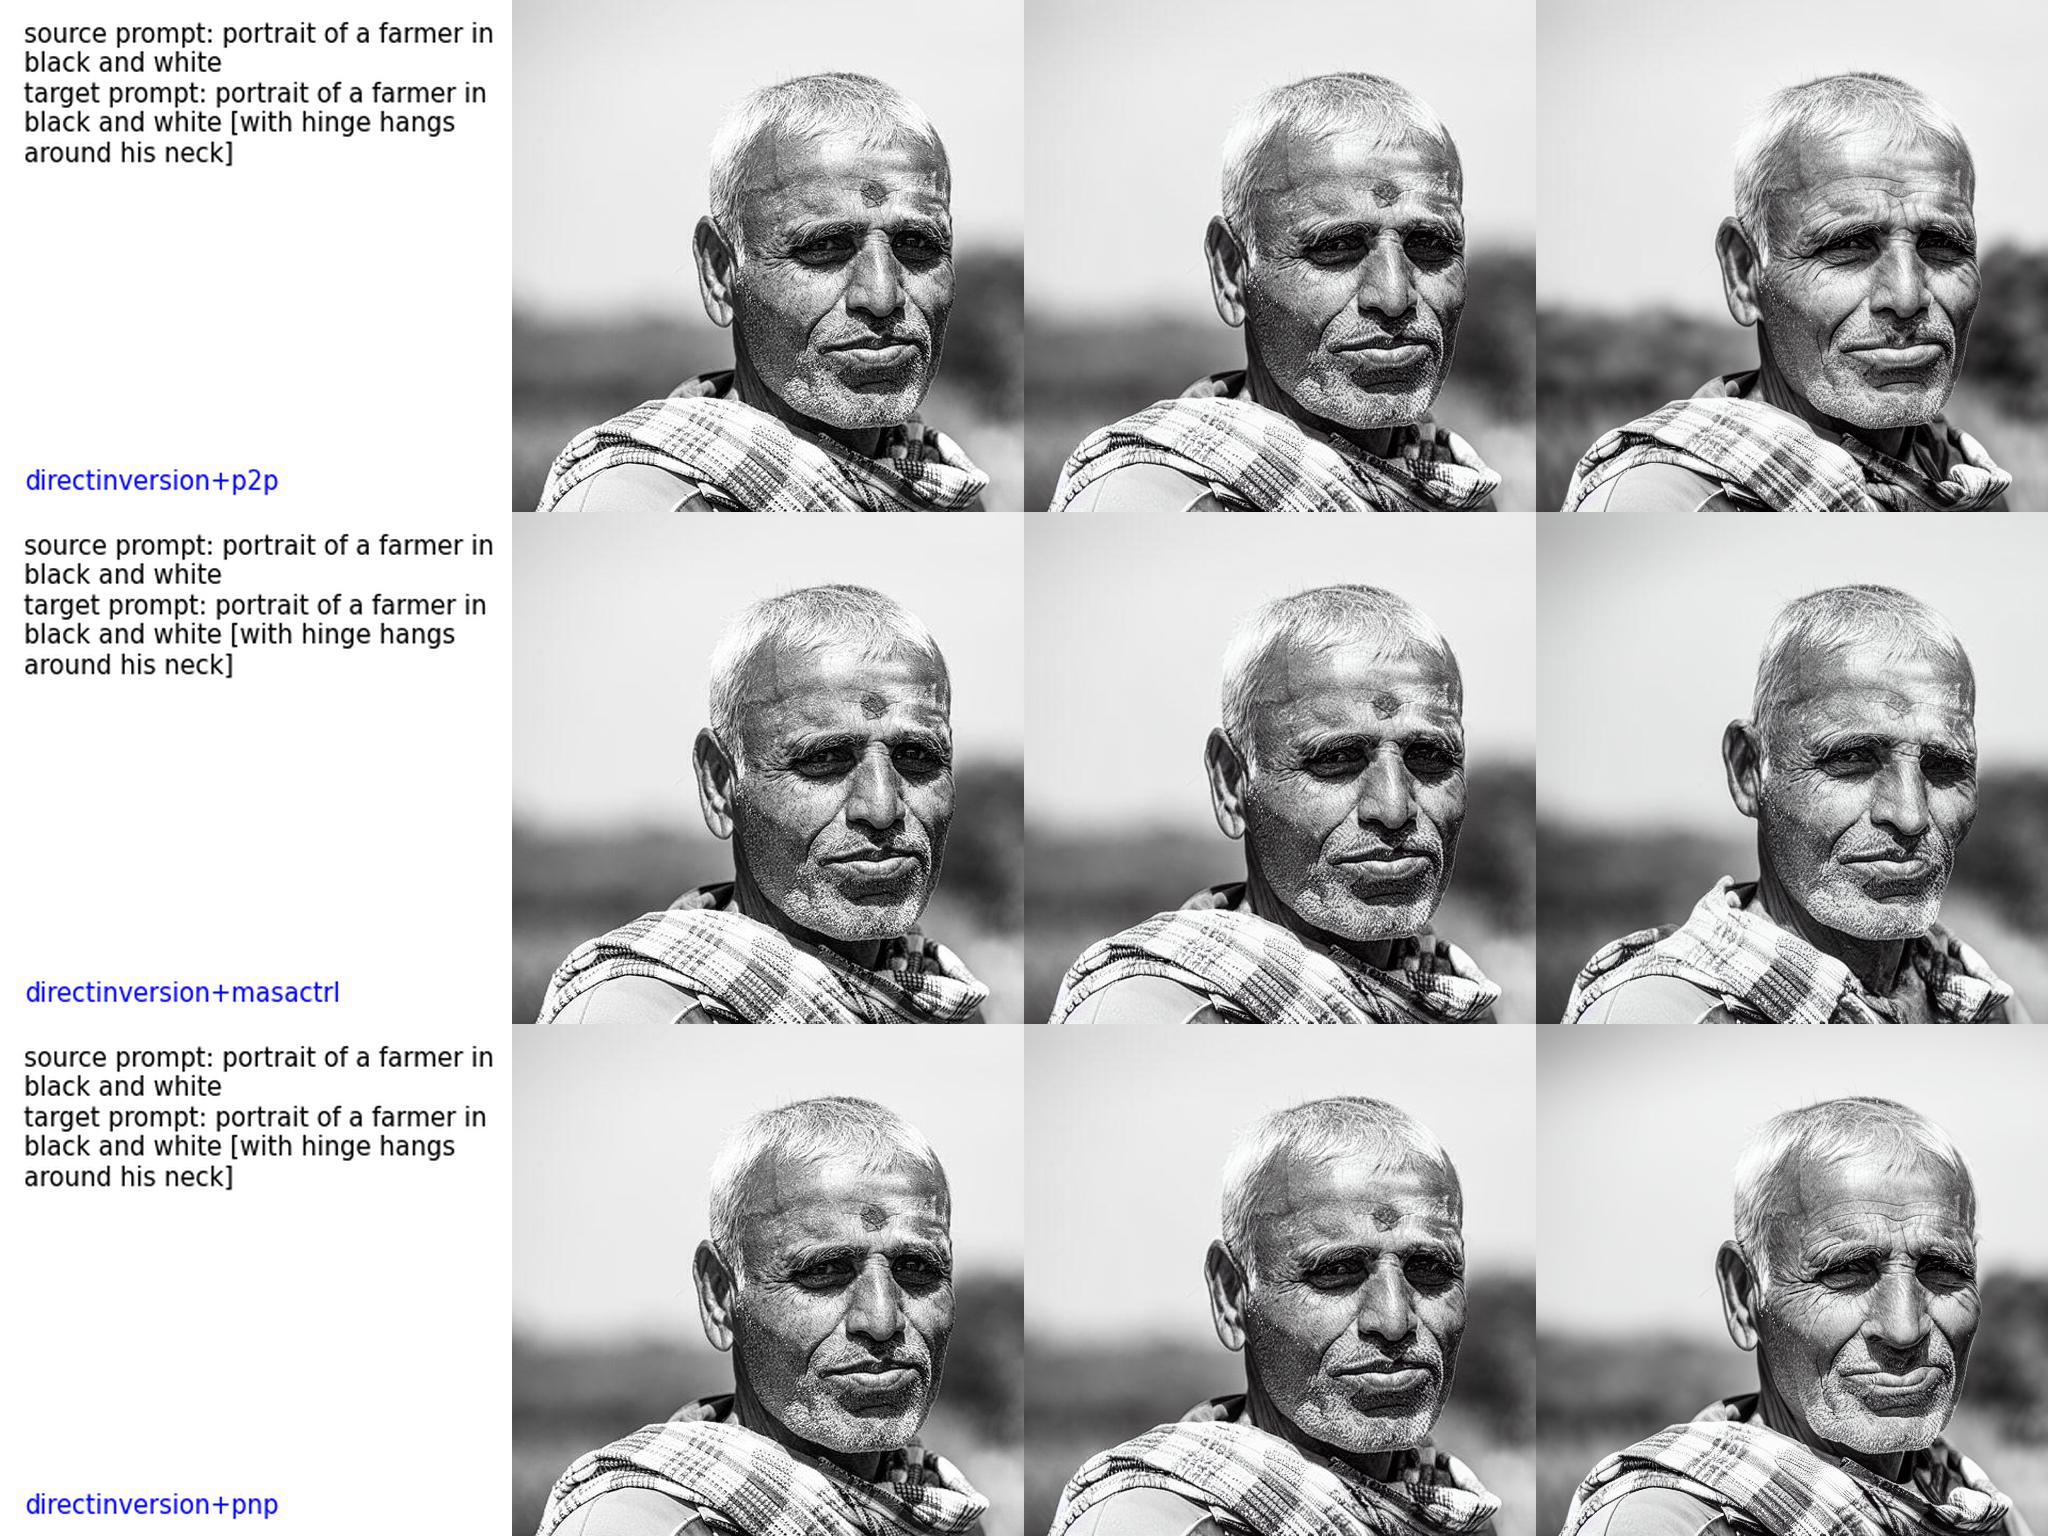 source prompt: portrait of a farmer in
black and white
target prompt: portrait of a farmer in
black and white [with hinge hangs
around his neck]
directinversion+p2p
source prompt: portrait of a farmer in
black and white
target prompt: portrait of a farmer in
black and white [with hinge hangs
around his neck]
directinversion+masactrl
source prompt: portrait of a farmer in
black and white
target prompt: portrait of a farmer in
black and white [with hinge hangs
around his neck]
directinversion+pnp